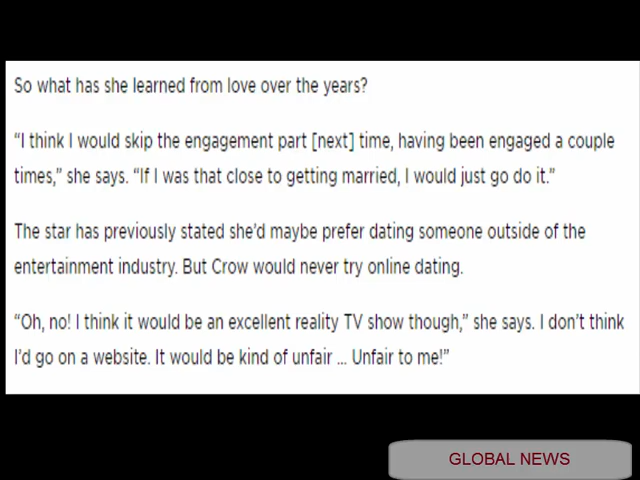 So what has she learned from love over the years?
“I think I would skip the engagement part [next] time, having been engaged a couple
times,” she says. “If I was that close to getting married, I would just go do it.”
The star has previously stated she’d maybe prefer dating someone outside of the
entertainment industry. But Crow would never try online dating.
“Oh, no! I think it would be an excellent reality TV show though,” she says. I don’t think
I’d go on a website. It would be kind of unfair ... Unfair to me!”
GLOBAL NEWS